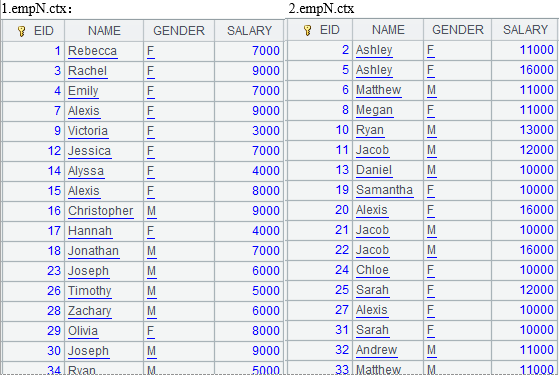 1.empN.ctx:
EID NAME GENDER SALARY
1 Rebecca F 7000
3 Rachel F 9000
4 Emily F 7000
7 Alexis F 9000
9 Victoria F 3000
12 Jessica F 7000
14 Alyssa F 4000
15 Alexis F 8000
16 Christopher M 9000
17 Hannah F 4000
18 Jonathan M 7000
23 Joseph M 6000
26 Timothy M 5000
28 Zachary M 6000
29 Olivia F 8000
30 Joseph M 9000
34 Ryan M 5000
2.empN.ctx
EID NAME GENDER SALARY
2 Ashley F 11000
5 Ashley F 16000
6 Matthew M 11000
8 Megan F 11000
10 Ryan M 13000
11 Jacob M 12000
13 Daniel M 10000
19 Samantha F 10000
20 Alexis F 16000
21 Jacob M 10000
22 Jacob M 16000
24 Chloe F 10000
25 Sarah F 12000
27 Alexis F 10000
31 Sarah F 10000
32 Andrew M 11000
33 Matthew M 11000